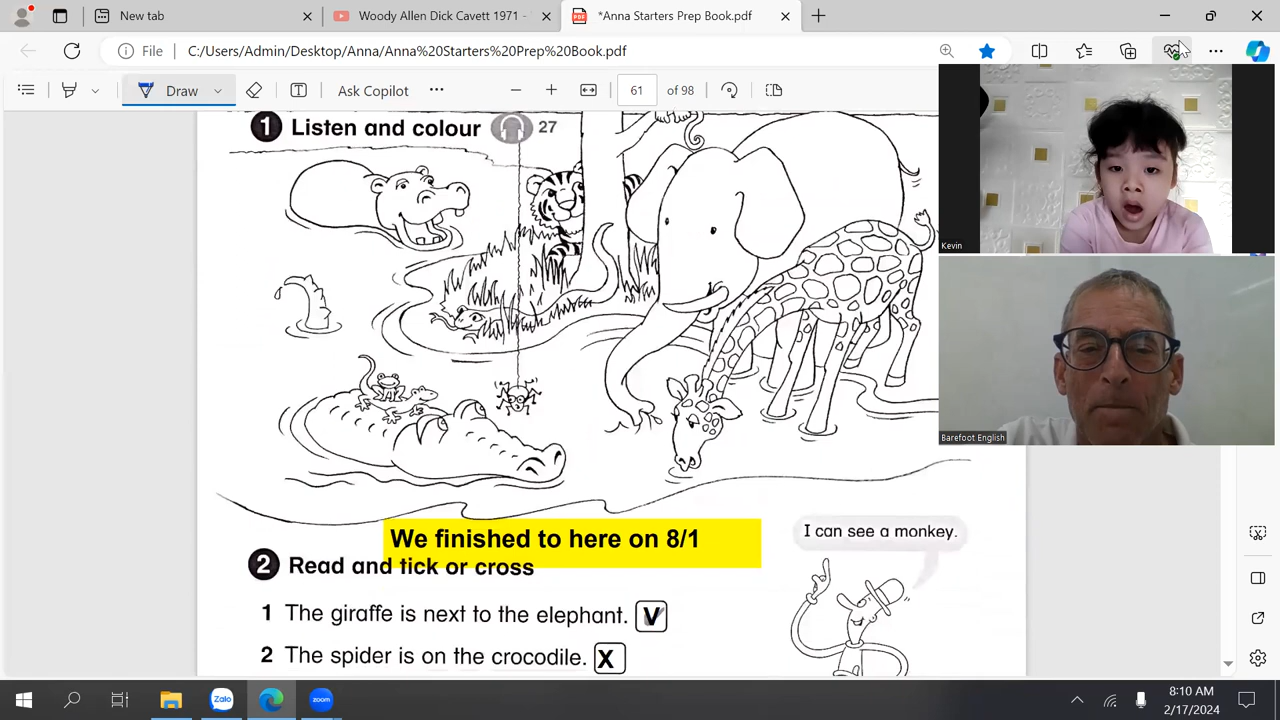 New tab
Woody Allen Dick Cavett 1971 -
*Anna Starters Prep Book.pdf
File
C:/Users/Admin/Desktop/Anna/Anna%20Starters%20Prep%20Book.pdf
Draw
Ask Copilot
61 of 98
1 Listen and colour 27
Kevin
Barefoot English
We finished to here on 8/1
I can see a monkey.
2 Read and tick or cross
1 The giraffe is next to the elephant. V
2 The spider is on the crocodile. X
Zalo
zoom
8:10 AM
2/17/2024